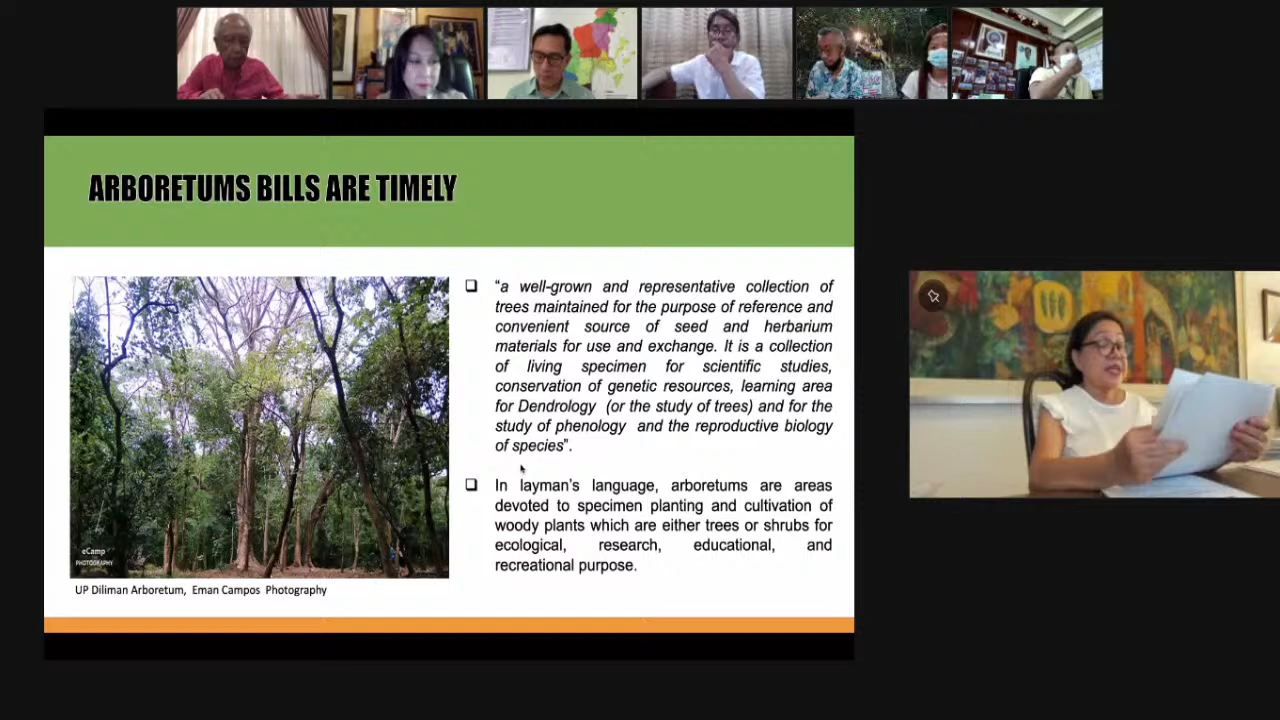 ARBORETUMS BILLS ARE TIMELY
❑ "a well-grown and representative collection of
trees maintained for the purpose of reference and
convenient source of seed and herbarium
materials for use and exchange. It is a collection
of living specimen for scientific studies,
conservation of genetic resources, learning area
for Dendrology (or the study of trees) and for the
study of phenology and the reproductive biology
of species".
❑ In layman's language, arboretums are areas
devoted to specimen planting and cultivation of
woody plants which are either trees or shrubs for
ecological, research, educational, and
recreational purpose.
eCamp
PHOTOGRAPHY
UP Diliman Arboretum, Eman Campos Photography